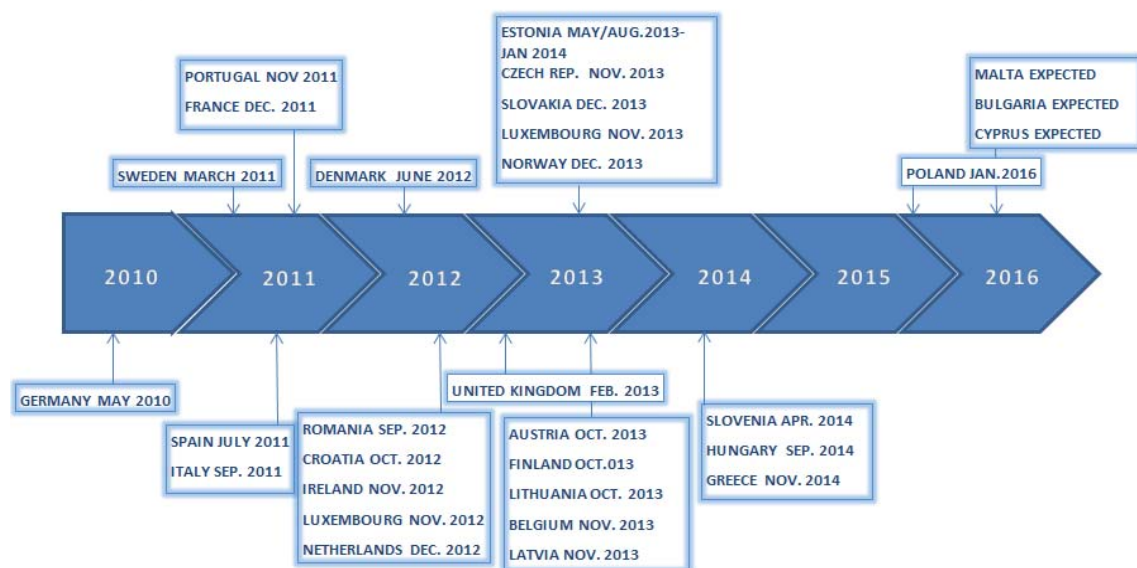 ESTONIA MAY/AUG.2013-
JAN 2014
CZECH REP. NOV. 2013
SLOVAKIA DEC. 2013
LUXEMBOURG NOV. 2013
NORWAY DEC. 2013
PORTUGAL NOV 2011
FRANCE DEC. 2011
MALTA EXPECTED
BULGARIA EXPECTED
CYPRUS EXPECTED
SWEDEN MARCH 2011
DENMARK JUNE 2012
POLAND JAN.2016
2010
2011
2012
2013
2014
2015
2016
GERMANY MAY 2010
SPAIN JULY 2011
ITALY SEP. 2011
ROMANIA SEP. 2012
CROATIA OCT. 2012
IRELAND NOV. 2012
LUXEMBOURG NOV. 2012
NETHERLANDS DEC. 2012
UNITED KINGDOM FEB. 2013
AUSTRIA OCT. 2013
FINLAND OCT.013
LITHUANIA OCT. 2013
BELGIUM NOV. 2013
LATVIA NOV. 2013
SLOVENIA APR. 2014
HUNGARY SEP. 2014
GREECE NOV. 2014